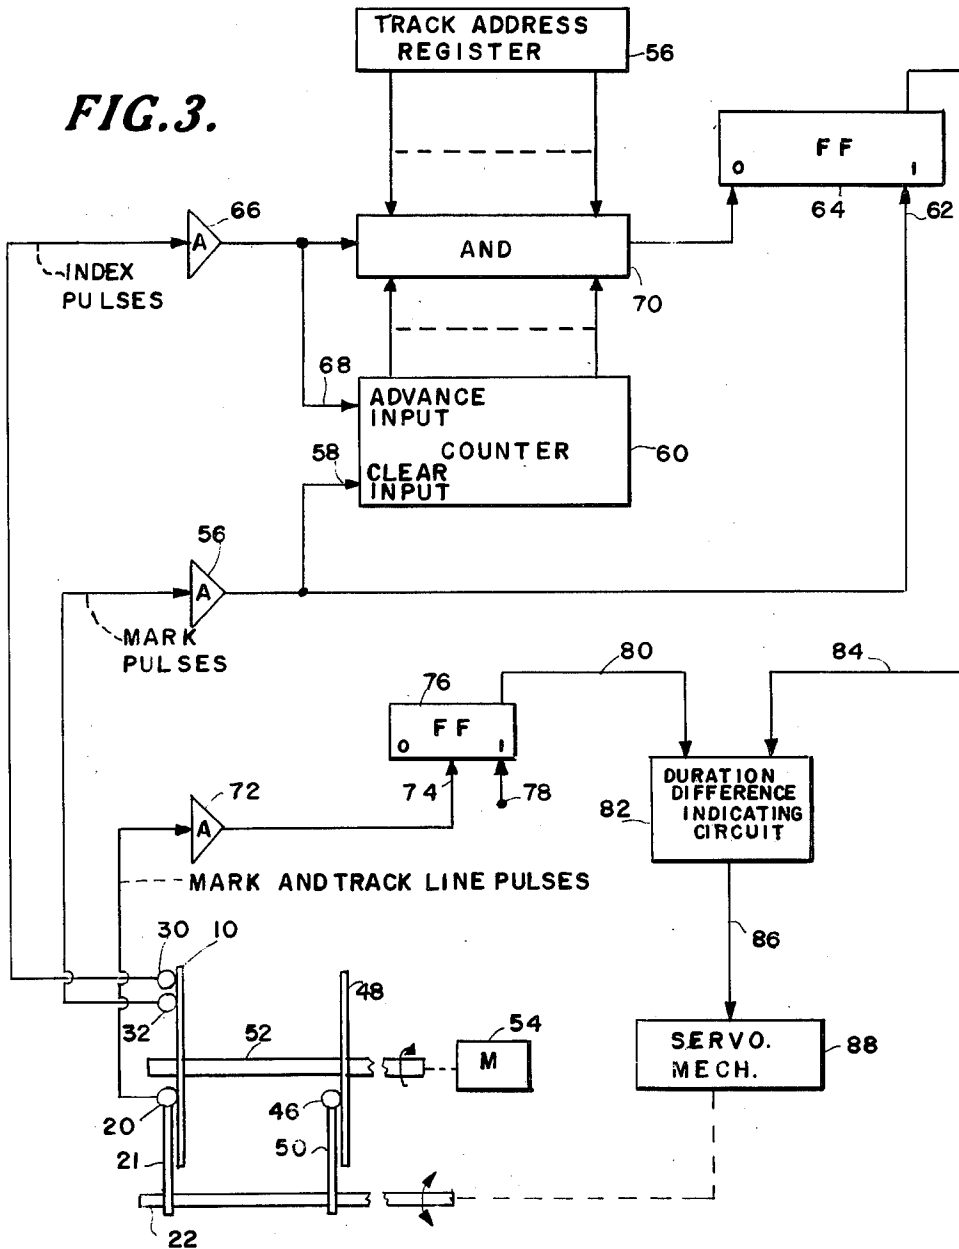 TRACK ADDRESS
REGISTER
56
FIG.3.
FF
0
1
64
62
66
A
AND
70
INDEX
PULSES
68
ADVANCE
INPUT
COUNTER
60
58
CLEAR
INPUT
56
A
MARK
PULSES
80
84
76
FF
0
1
74
78
72
A
DURATION
DIFFERENCE
INDICATING
CIRCUIT
82
MARK AND TRACK LINE PULSES
86
30
10
48
32
52
54
M
SERVO.
MECH.
88
20
46
21
50
22